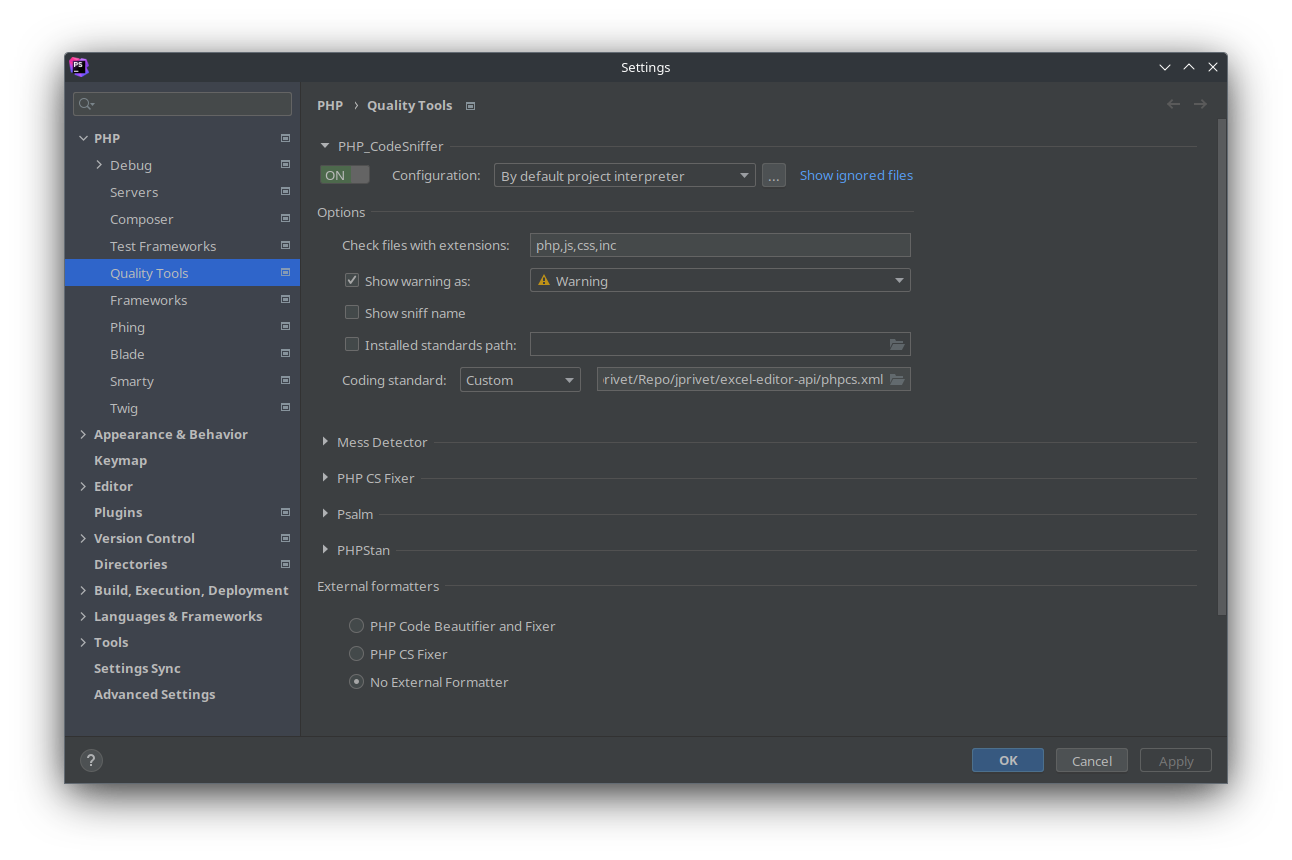 PS
Settings
PHP
Debug
Servers
Composer
Test Frameworks
Quality Tools
Frameworks
Phing
Blade
Smarty
Twig
Appearance & Behavior
Keymap
Editor
Plugins
Version Control
Directories
Build, Execution, Deployment
Languages & Frameworks
Tools
Settings Sync
Advanced Settings
PHP › Quality Tools
PHP_CodeSniffer
ON Configuration: By default project interpreter ... Show ignored files
Options
Check files with extensions: php,js,css,inc
Show warning as: Warning
Show sniff name
Installed standards path:
Coding standard: Custom rivet/Repo/jprivet/excel-editor-api/phpcs.xml
Mess Detector
PHP CS Fixer
Psalm
PHPStan
External formatters
PHP Code Beautifier and Fixer
PHP CS Fixer
No External Formatter
? OK Cancel Apply